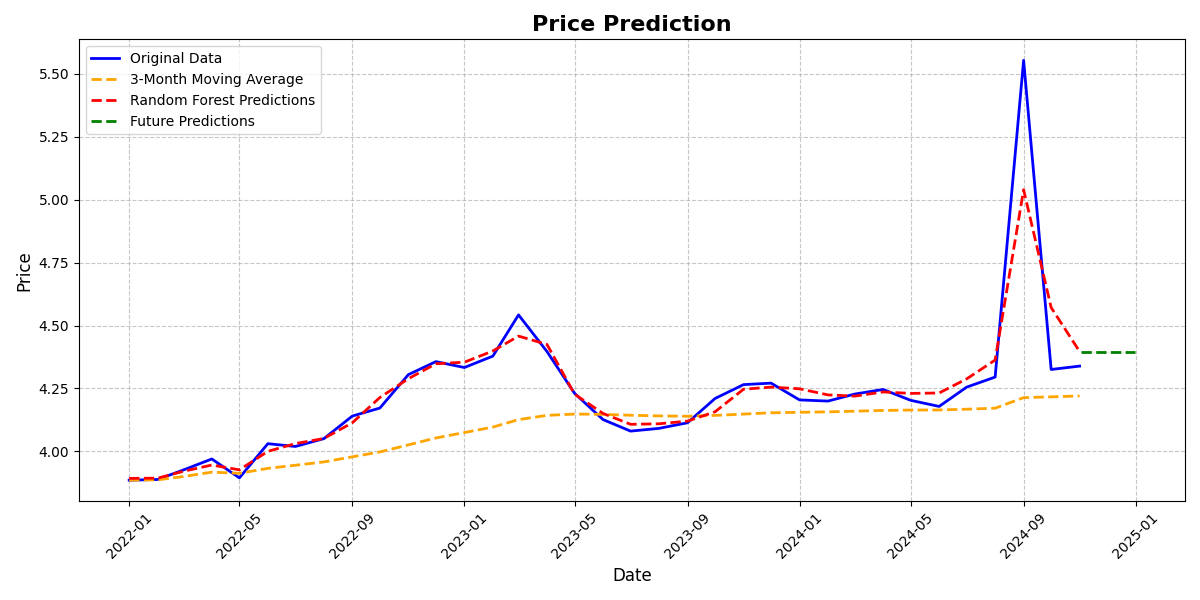 Price Prediction
Original Data
3-Month Moving Average
Random Forest Predictions
Future Predictions
Price
5.50
5.25
5.00
4.75
4.50
4.25
4.00
2022-01
2022-05
2022-09
2023-01
2023-05
2023-09
2024-01
2024-05
2024-09
2025-01
Date